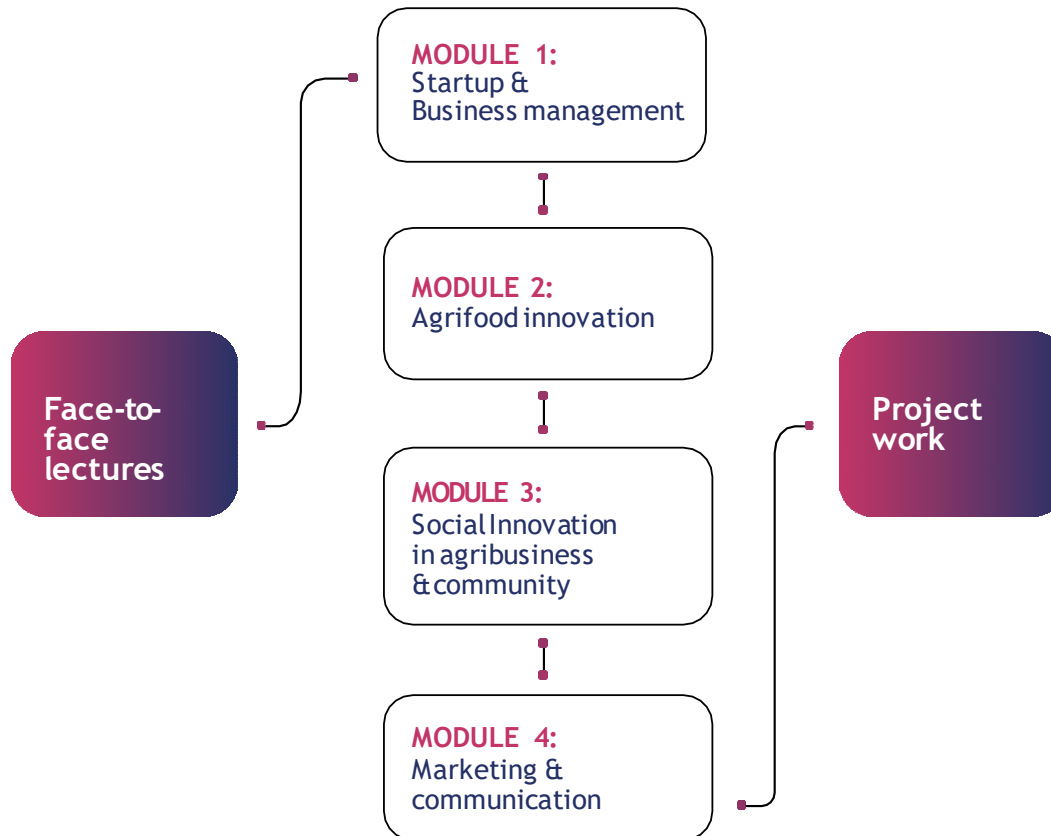 Face-to-
face
lectures
MODULE 1:
Startup &
Business management
MODULE 2:
Agrifood innovation
MODULE 3:
Social Innovation
in agribusiness
& community
MODULE 4:
Marketing &
communication
Project
work